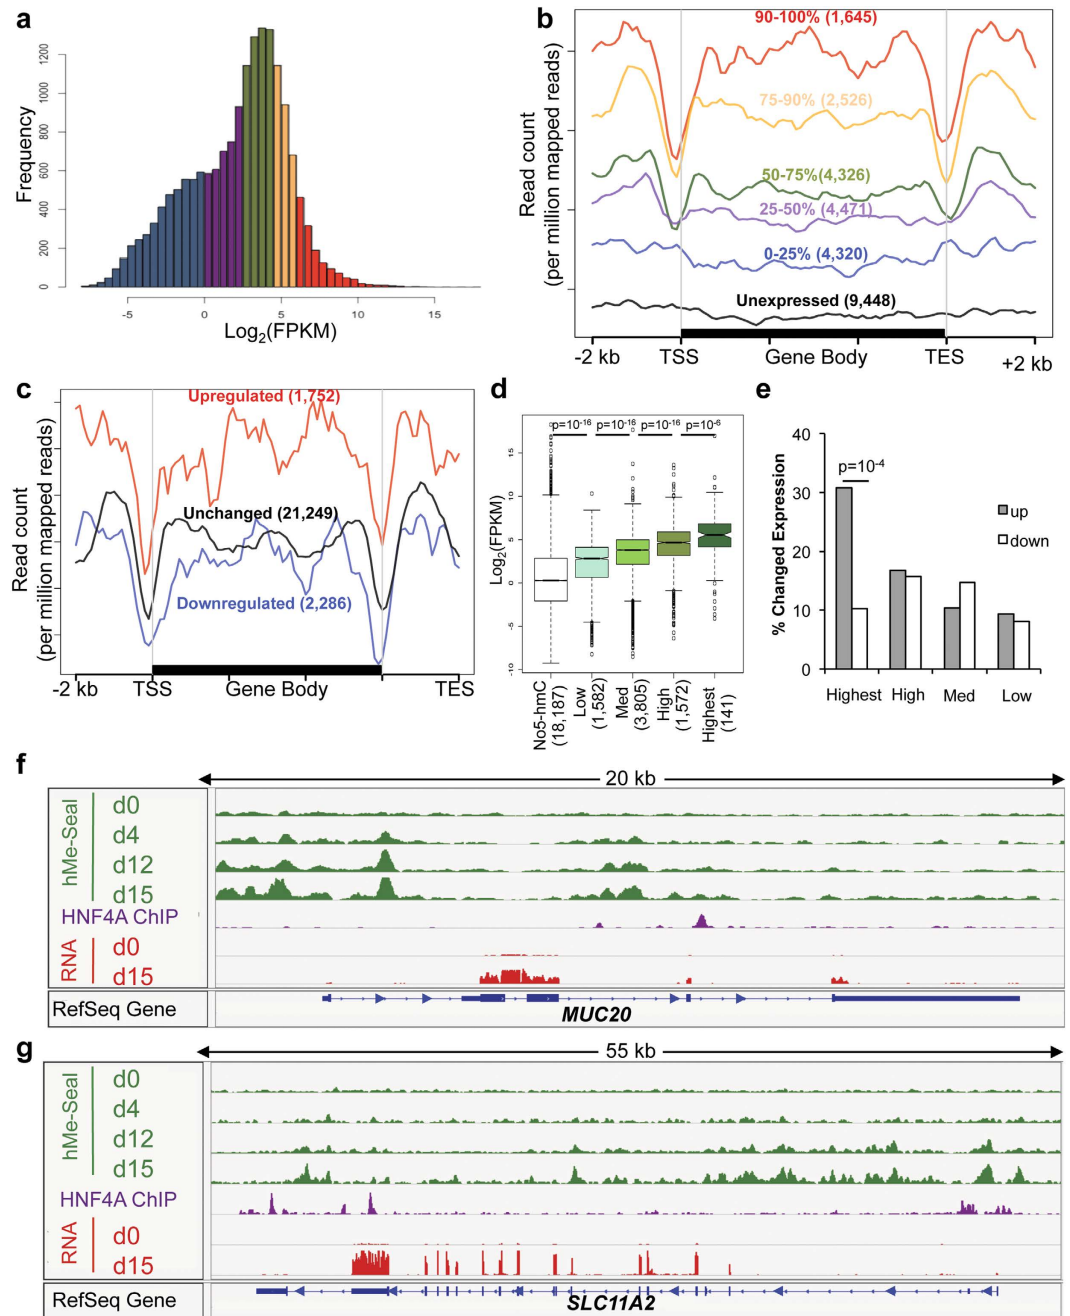 a
Frequency
0
200
400
600
800
1000
1200
-5
0
5
10
15
Log2(FPKM)
b
Read count
(per million mapped reads)
90-100% (1,645)
75-90% (2,526)
50-75%(4,326)
25-50% (4,471)
0-25% (4,320)
Unexpressed (9,448)
-2 kb
TSS
Gene Body
TES
+2 kb
c
Read count
(per million mapped reads)
Upregulated (1,752)
Unchanged (21,249)
Downregulated (2,286)
-2 kb
TSS
Gene Body
TES
d
p=10-16
p=10-16
p=10-16
p=10-6
Log2(FPKM)
15
10
5
0
-5
-10
No5-hmC
(18,187)
Low
(1,582)
Med
(3,805)
High
(1,572)
Highest
(141)
e
% Changed Expression
40
30
20
10
0
p=10-4
up
down
Highest
High
Med
Low
f
20 kb
hMe-Seal
d0
d4
d12
d15
HNF4A ChIP
RNA
d0
d15
RefSeq Gene
MUC20
g
55 kb
hMe-Seal
d0
d4
d12
d15
HNF4A ChIP
RNA
d0
d15
RefSeq Gene
SLC11A2